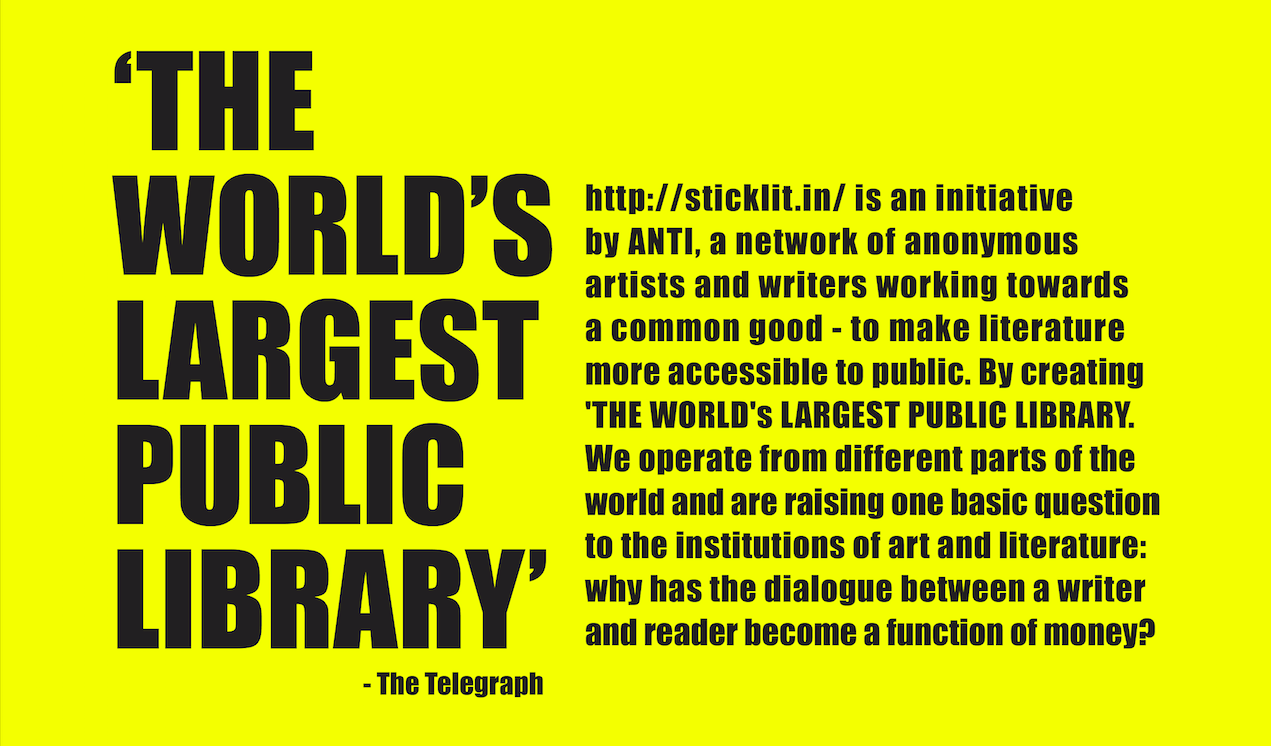 ‘THE
WORLD’S
LARGEST
PUBLIC
LIBRARY’
- The Telegraph
http://sticklit.in/ is an initiative
by ANTI, a network of anonymous
artists and writers working towards
a common good - to make literature
more accessible to public. By creating
'THE WORLD's LARGEST PUBLIC LIBRARY.
We operate from different parts of the
world and are raising one basic question
to the institutions of art and literature:
why has the dialogue between a writer
and reader become a function of money?